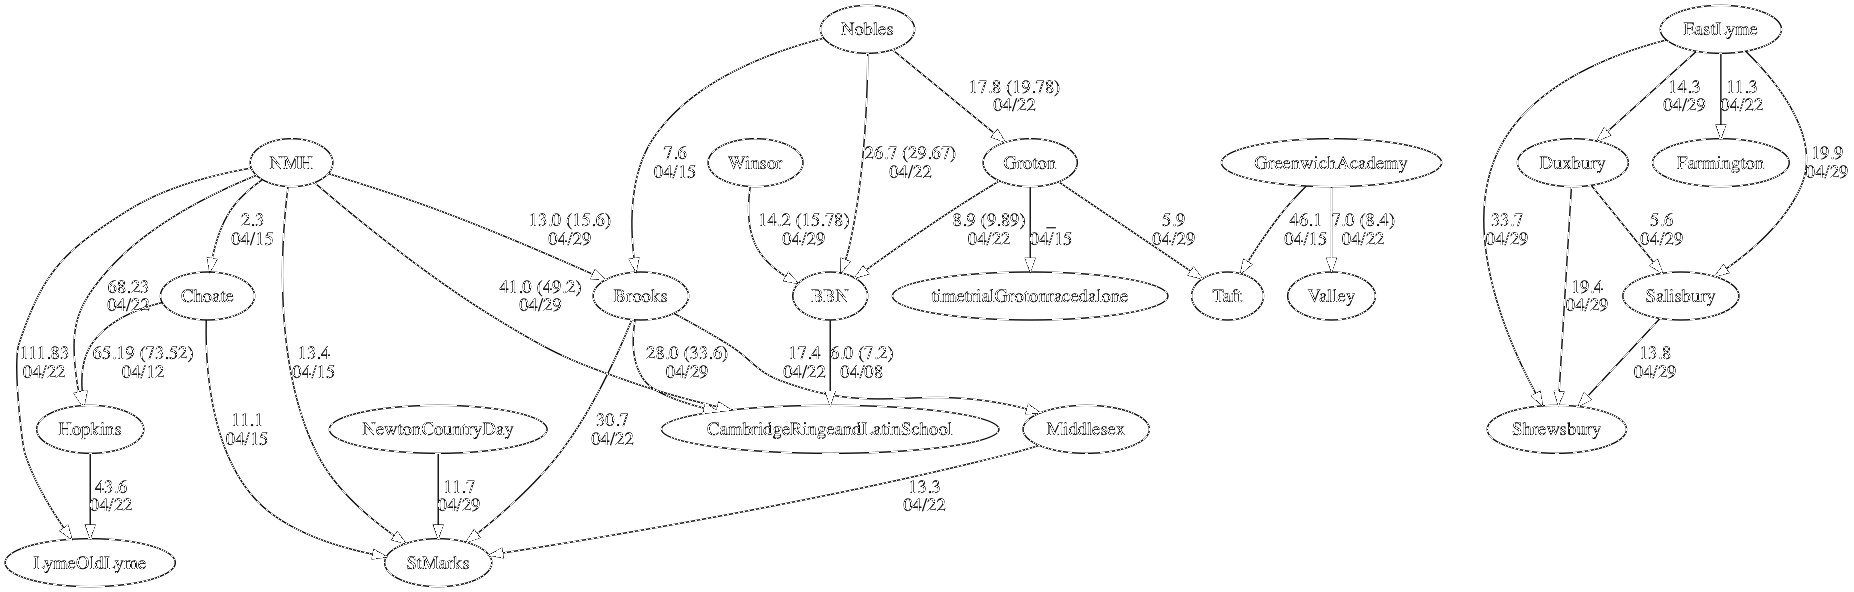 Nobles
EastLyme
17.8 (19.78)
04/22
14.3
04/29
11.3
04/22
NMH
7.6
04/15
Winsor
26.7 (29.67)
04/22
Groton
GreenwichAcademy
Duxbury
Farmington
19.9
04/29
2.3
04/15
13.0 (15.6)
04/29
14.2 (15.78)
04/29
8.9 (9.89)
04/22
_
04/15
5.9
04/29
46.1
04/15
7.0 (8.4)
04/22
33.7
04/29
5.6
04/29
68.23
04/22
Choate
41.0 (49.2)
04/29
Brooks
BBN
timetrialGrotonracedalone
Taft
Valley
19.4
04/29
Salisbury
111.83
04/22
65.19 (73.52)
04/12
13.4
04/15
28.0 (33.6)
04/29
17.4
04/22
6.0 (7.2)
04/08
13.8
04/29
Hopkins
11.1
04/15
NewtonCountryDay
30.7
04/22
CambridgeRingeandLatinSchool
Middlesex
Shrewsbury
43.6
04/22
11.7
04/29
13.3
04/22
LymeOldLyme
StMarks